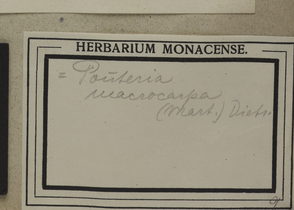 HERBARIUM MONACENSE.
= Pouteria
macrocarpa
(Mart.) Dietr.